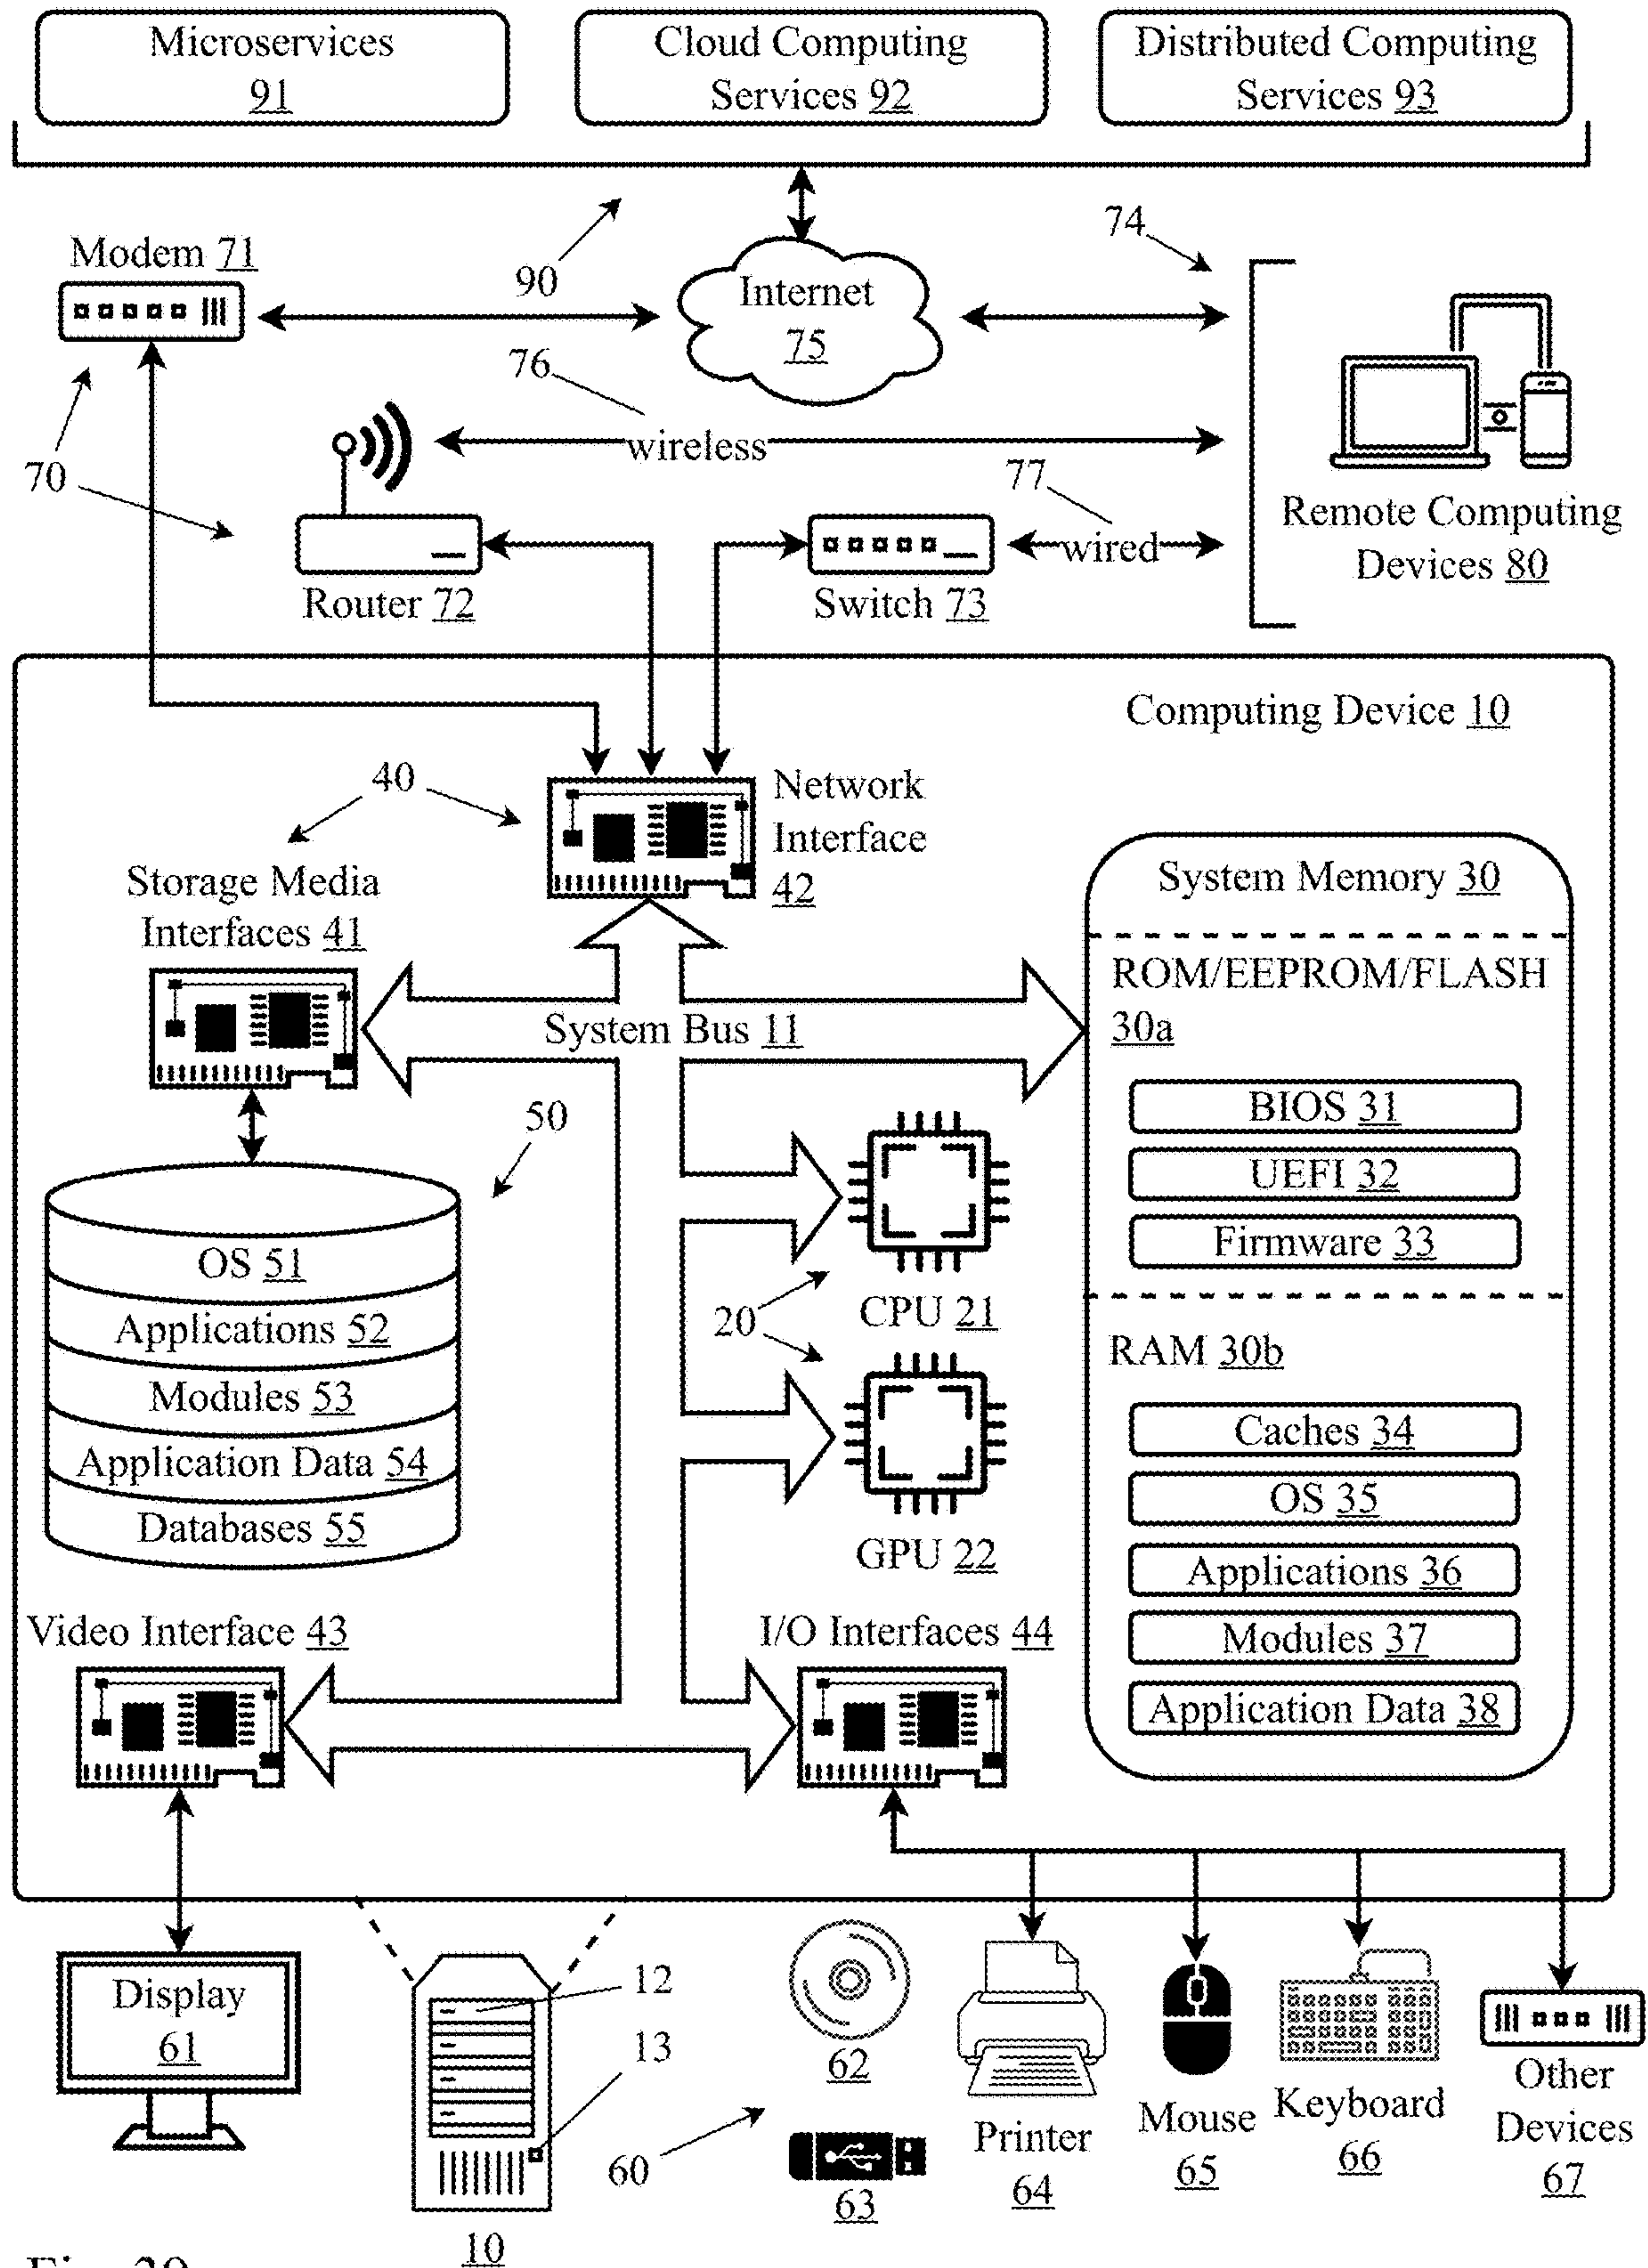 Microservices
91
Cloud Computing
Services 92
Distributed Computing
Services 93
90
74
Modem 71
Internet
75
76
wireless
70
77
wired
Router 72
Switch 73
Remote Computing
Devices 80
Computing Device 10
40
Network
Interface
42
Storage Media
Interfaces 41
System Memory 30
ROM/EEPROM/FLASH
30a
System Bus 11
BIOS 31
UEFI 32
Firmware 33
50
OS 51
Applications 52
Modules 53
Application Data 54
Databases 55
20
CPU 21
GPU 22
RAM 30b
Caches 34
OS 35
Applications 36
Modules 37
Application Data 38
Video Interface 43
I/O Interfaces 44
Display
61
12
13
10
60
62
63
Printer
64
Mouse
65
Keyboard
66
Other
Devices
67